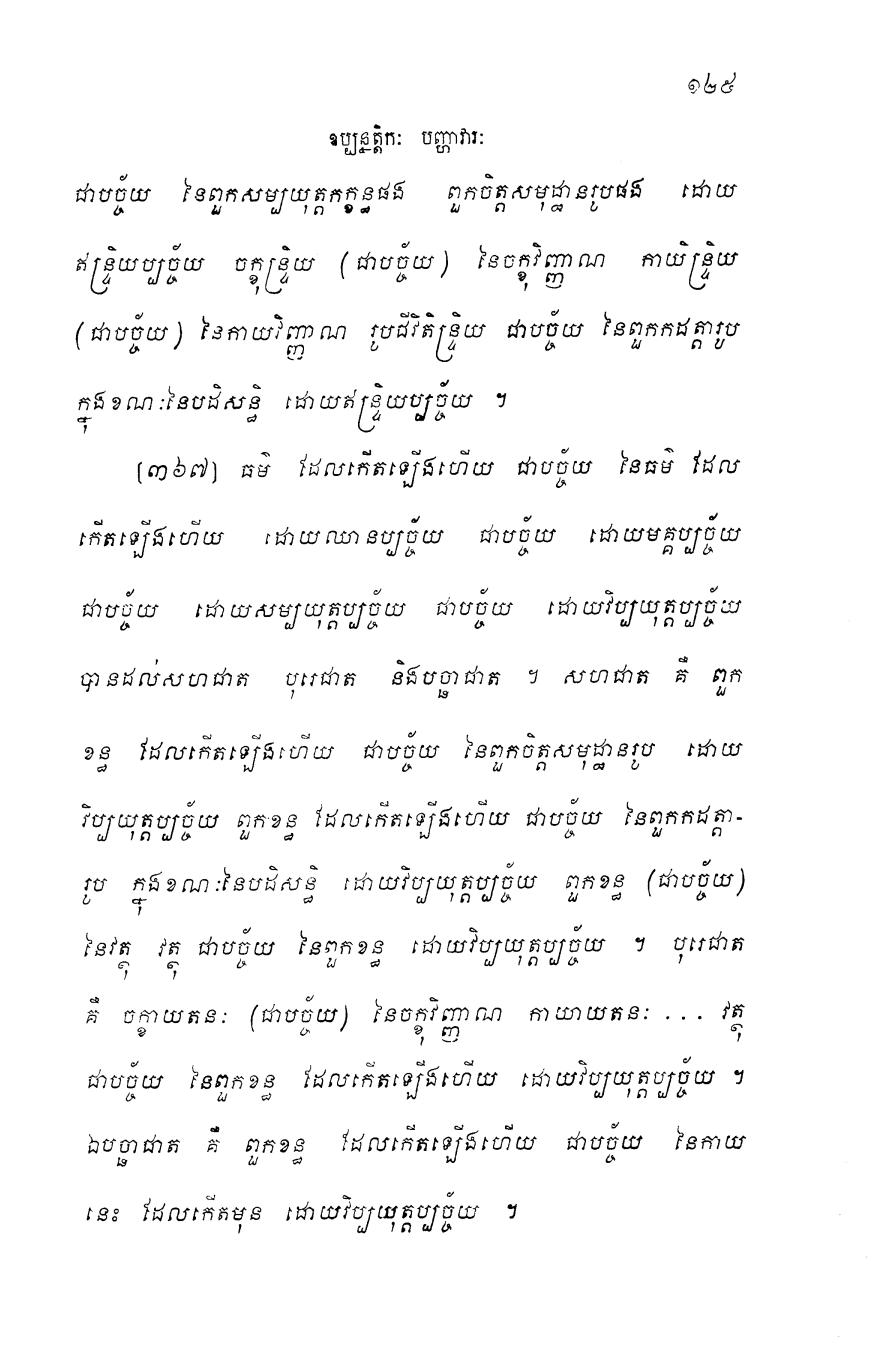 ១២៥
ឧប្បន្នត្តិកៈ បញ្ហាវារៈ
ជាបច្ច័យ នៃពួកសម្បយុត្តកក្ខន្ធផង ពួកចិត្តសមុដ្ឋានរូបផង ដោយ
ឥន្ទ្រិយប្បច្ច័យ ចក្ខុន្ទ្រិយ (ជាបច្ច័យ) នៃចក្ខុវិញ្ញាណ កាយិន្ទ្រិយ
(ជាបច្ច័យ) នៃកាយវិញ្ញាណ រូបជីវិតិន្ទ្រិយ ជាបច្ច័យ នៃពួកកដត្តារូប
ក្នុងខណៈនៃបដិសន្ធិ ដោយឥន្ទ្រិយប្បច្ច័យ ។
[៣៦៧] ធម៌ ដែលកើតឡើងហើយ ជាបច្ច័យ នៃធម៌ ដែល
កើតឡើងហើយ ដោយឈានប្បច្ច័យ ជាបច្ច័យ ដោយមគ្គប្បច្ច័យ
ជាបច្ច័យ ដោយសម្បយុត្តប្បច្ច័យ ជាបច្ច័យ ដោយវិប្បយុត្តប្បច្ច័យ
បានដល់សហជាត បុរេជាត និងបច្ឆាជាត ។ សហជាត គឺ ពួក
ខន្ធ ដែលកើតឡើងហើយ ជាបច្ច័យ នៃពួកចិត្តសមុដ្ឋានរូប ដោយ
វិប្បយុត្តប្បច្ច័យ ពួកខន្ធ ដែលកើតឡើងហើយ ជាបច្ច័យ នៃពួកកដត្តា-
រូប ក្នុងខណៈនៃបដិសន្ធិ ដោយវិប្បយុត្តប្បច្ច័យ ពួកខន្ធ (ជាបច្ច័យ)
នៃវត្ថុ វត្ថុ ជាបច្ច័យ នៃពួកខន្ធ ដោយវិប្បយុត្តប្បច្ច័យ ។ បុរេជាត
គឺ ចក្ខាយតនៈ (ជាបច្ច័យ) នៃចក្ខុវិញ្ញាណ កាយាយតនៈ ... វត្ថុ
ជាបច្ច័យ នៃពួកខន្ធ ដែលកើតឡើងហើយ ដោយវិប្បយុត្តប្បច្ច័យ ។
ឯបច្ឆាជាត គឺ ពួកខន្ធ ដែលកើតឡើងហើយ ជាបច្ច័យ នៃកាយ
នេះ ដែលកើតមុន ដោយវិប្បយុត្តប្បច្ច័យ ។